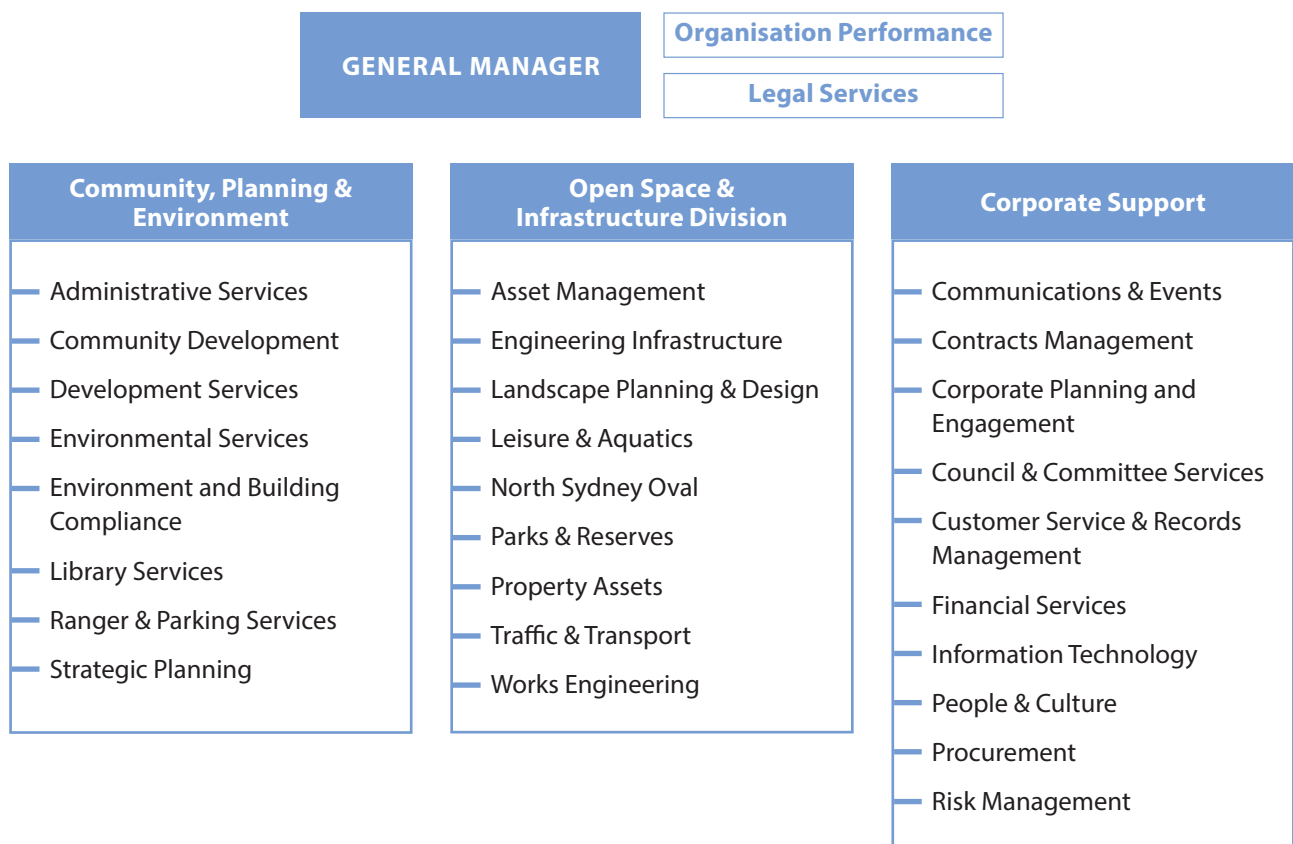 GENERAL MANAGER
Organisation Performance
Legal Services
Community, Planning &
Environment
Administrative Services
Community Development
Development Services
Environmental Services
Environment and Building
Compliance
Library Services
Ranger & Parking Services
Strategic Planning
Open Space &
Infrastructure Division
Asset Management
Engineering Infrastructure
Landscape Planning & Design
Leisure & Aquatics
North Sydney Oval
Parks & Reserves
Property Assets
Traffic & Transport
Works Engineering
Corporate Support
Communications & Events
Contracts Management
Corporate Planning and
Engagement
Council & Committee Services
Customer Service & Records
Management
Financial Services
Information Technology
People & Culture
Procurement
Risk Management